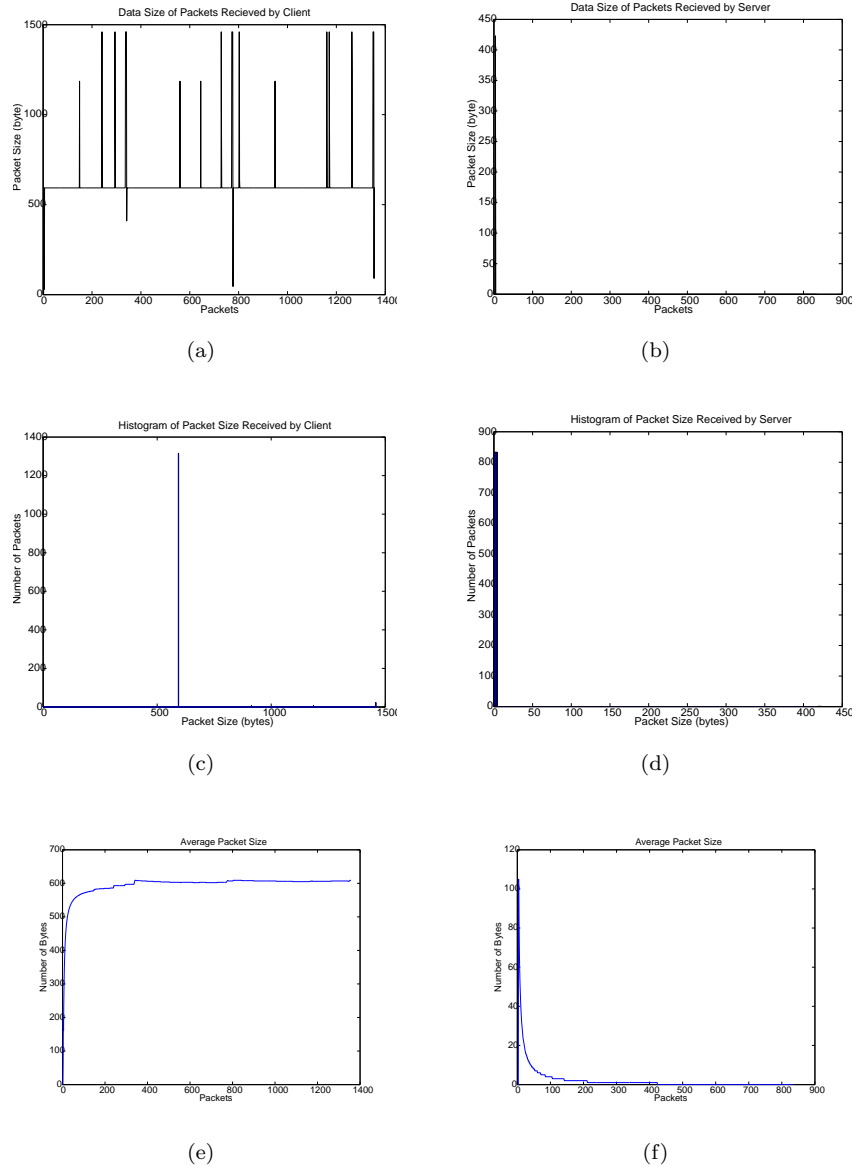 Data Size of Packets Recieved by Client
Packet Size (byte)
1500
1000
500
0
0 200 400 600 800 1000 1200 1400
Packets
(a)
Data Size of Packets Recieved by Server
Packet Size (byte)
450
400
350
300
250
200
150
100
50
0
0 100 200 300 400 500 600 700 800 900
Packets
(b)
Histogram of Packet Size Received by Client
Number of Packets
1400
1200
1000
800
600
400
200
0
0 500 1000 1500
Packet Size (bytes)
(c)
Histogram of Packet Size Received by Server
Number of Packets
900
800
700
600
500
400
300
200
100
0
0 50 100 150 200 250 300 350 400 450
Packet Size (bytes)
(d)
Average Packet Size
Number of Bytes
700
600
500
400
300
200
100
0
0 200 400 600 800 1000 1200 1400
Packets
(e)
Average Packet Size
Number of Bytes
120
100
80
60
40
20
0
0 100 200 300 400 500 600 700 800 900
Packets
(f)